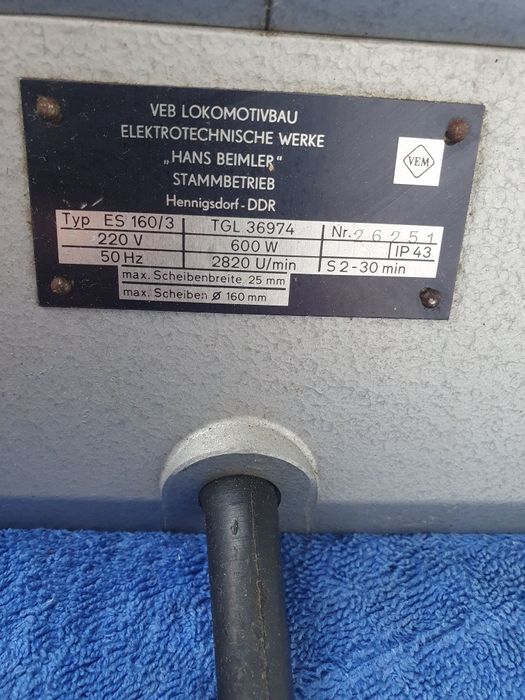 VEB LOKOMOTIVBAU
ELEKTROTECHNISCHE WERKE
„HANS BEIMLER"
STAMMBETRIEB
Hennigsdorf-DDR
VEM
Typ ES 160/3 TGL 36974 Nr. 26251
220 V 600 W IP 43
50 Hz 2820 U/min S 2-30 min
max. Scheibenbreite 25 mm
max. Scheiben Ø 160 mm